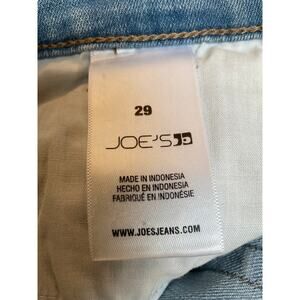 29
JOE'S
MADE IN INDONESIA
HECHO EN INDONESIA
FABRIQUÉ EN INDONÉSIE
WWW.JOESJEANS.COM